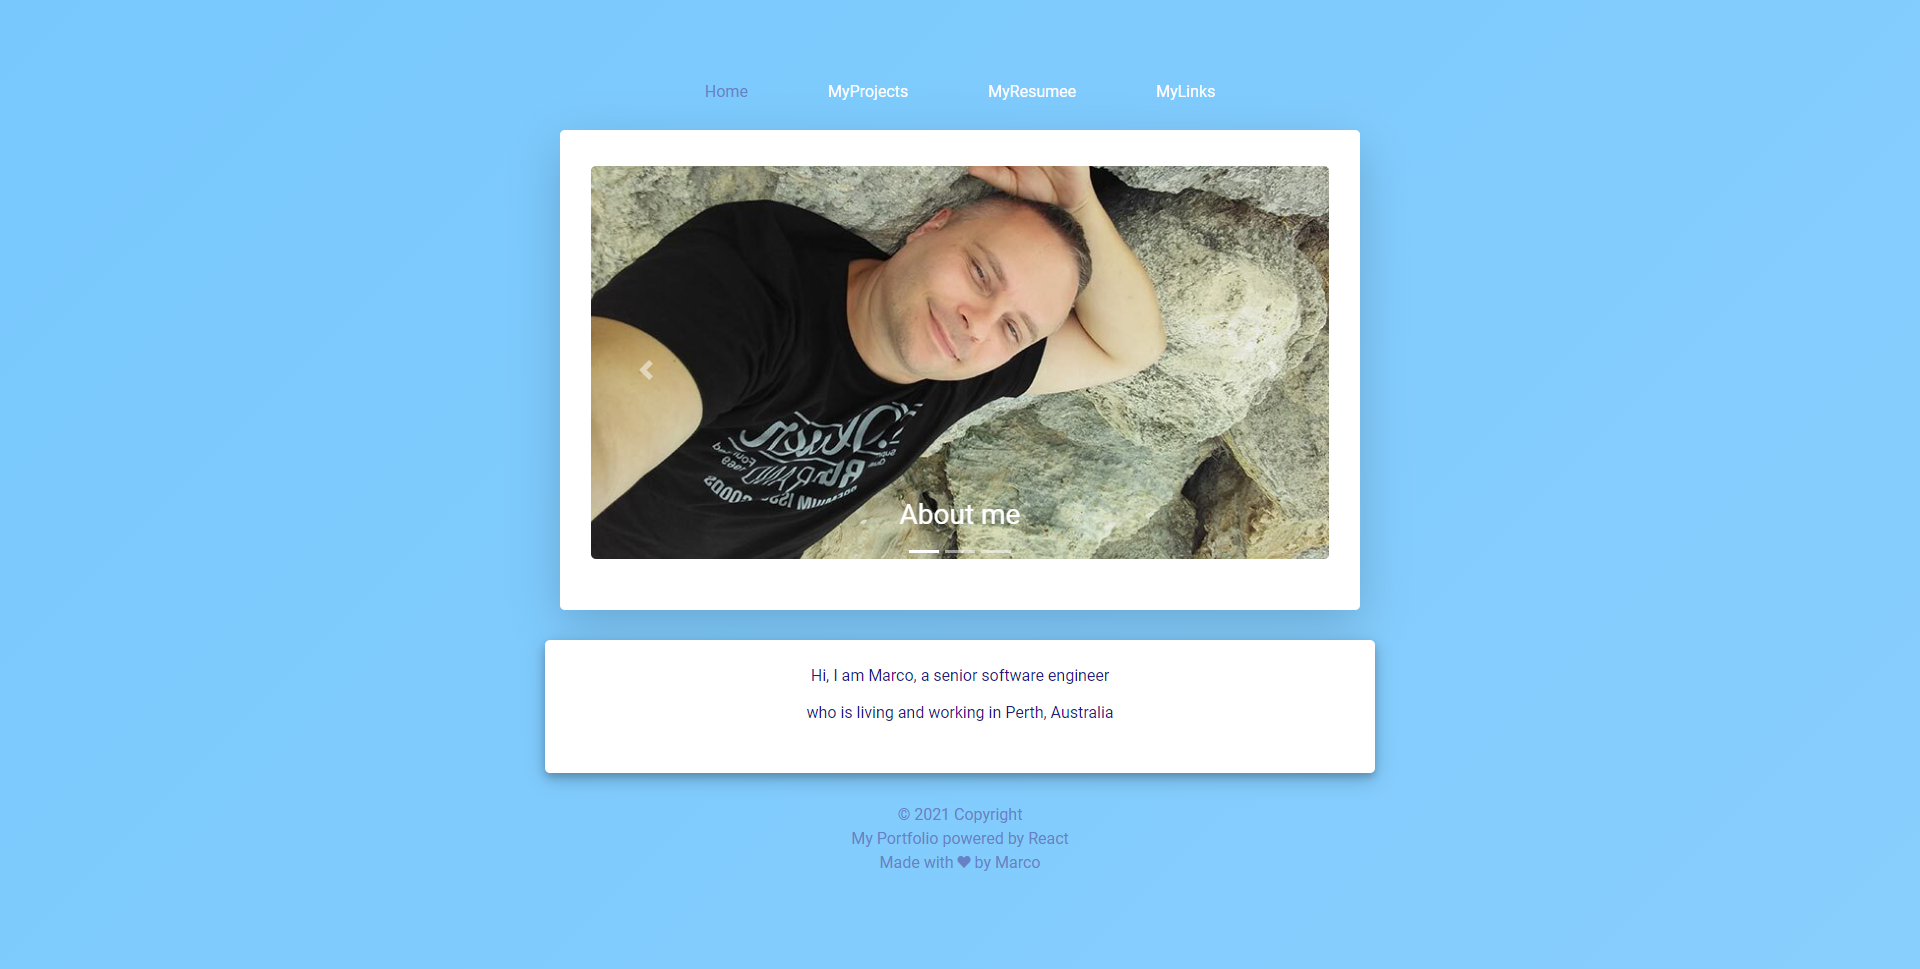 Home MyProjects MyResumee MyLinks
About me
Hi, I am Marco, a senior software engineer
who is living and working in Perth, Australia
© 2021 Copyright
My Portfolio powered by React
Made with ♥ by Marco